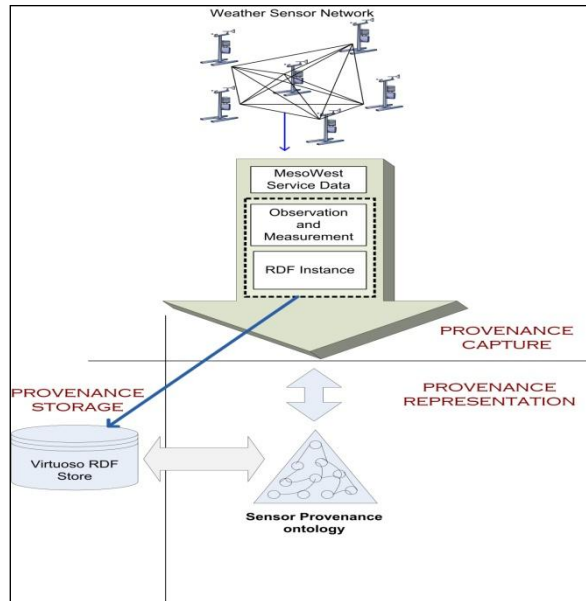 Weather Sensor Network
MesoWest
Service Data
Observation
and
Measurement
RDF Instance
PROVENANCE
CAPTURE
PROVENANCE
STORAGE
PROVENANCE
REPRESENTATION
Virtuoso RDF
Store
Sensor Provenance
ontology